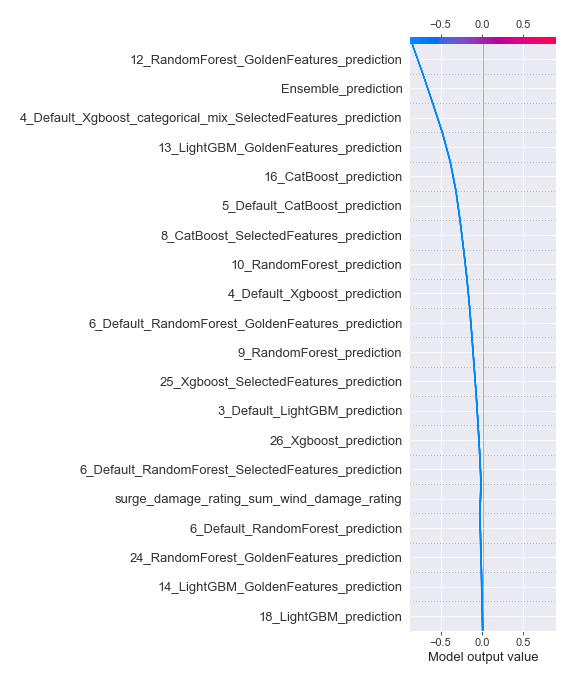 −0.5 0.0 0.5
12_RandomForest_GoldenFeatures_prediction
Ensemble_prediction
4_Default_Xgboost_categorical_mix_SelectedFeatures_prediction
13_LightGBM_GoldenFeatures_prediction
16_CatBoost_prediction
5_Default_CatBoost_prediction
8_CatBoost_SelectedFeatures_prediction
10_RandomForest_prediction
4_Default_Xgboost_prediction
6_Default_RandomForest_GoldenFeatures_prediction
9_RandomForest_prediction
25_Xgboost_SelectedFeatures_prediction
3_Default_LightGBM_prediction
26_Xgboost_prediction
6_Default_RandomForest_SelectedFeatures_prediction
surge_damage_rating_sum_wind_damage_rating
6_Default_RandomForest_prediction
24_RandomForest_GoldenFeatures_prediction
14_LightGBM_GoldenFeatures_prediction
18_LightGBM_prediction
−0.5 0.0 0.5
Model output value